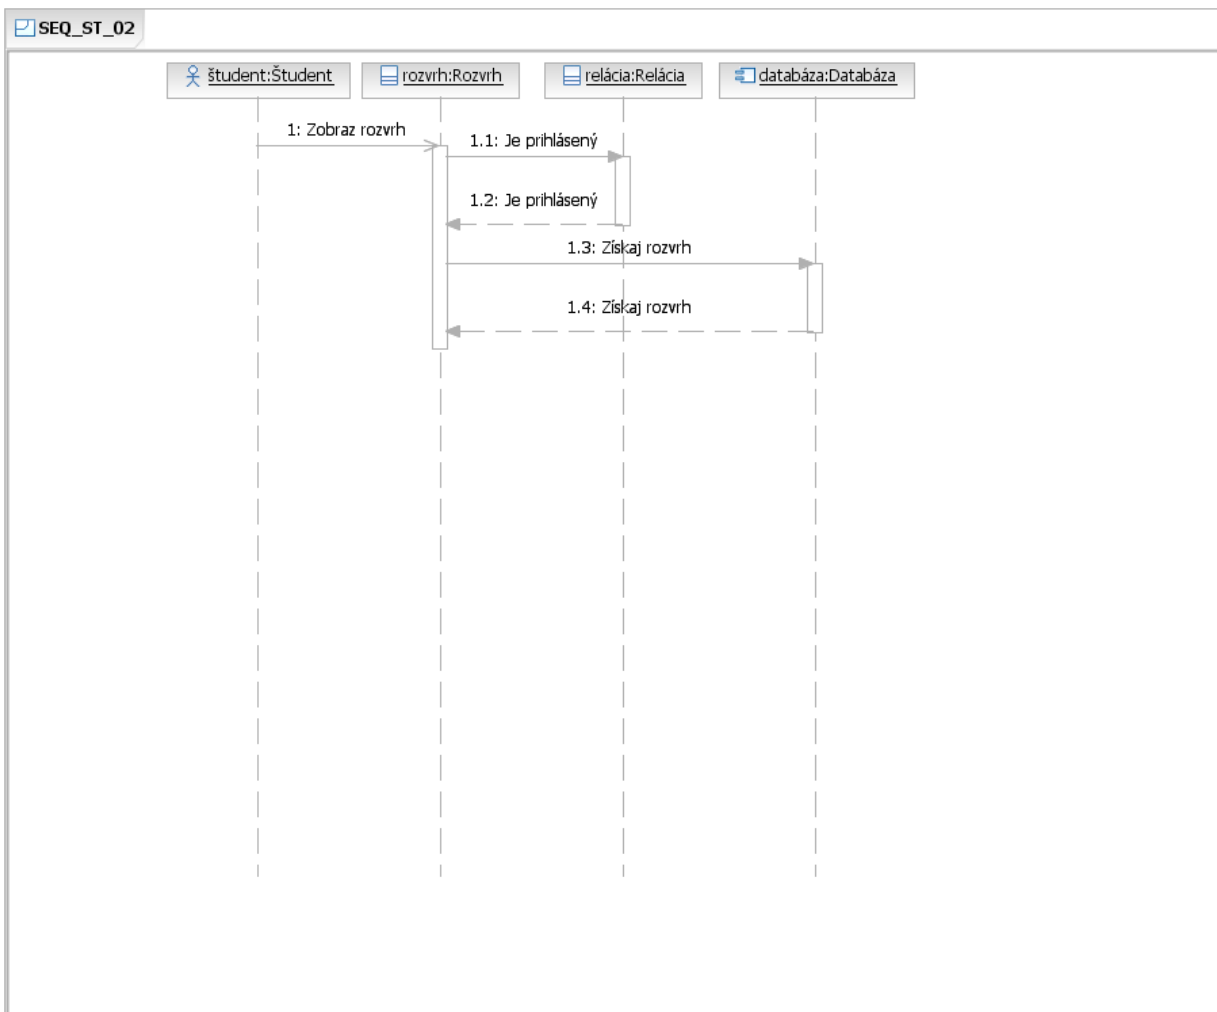 SEQ_ST_02
študent:Študent
rozvrh:Rozvrh
relácia:Relácia
databáza:Databáza
1: Zobraz rozvrh
1.1: Je prihlásený
1.2: Je prihlásený
1.3: Získaj rozvrh
1.4: Získaj rozvrh